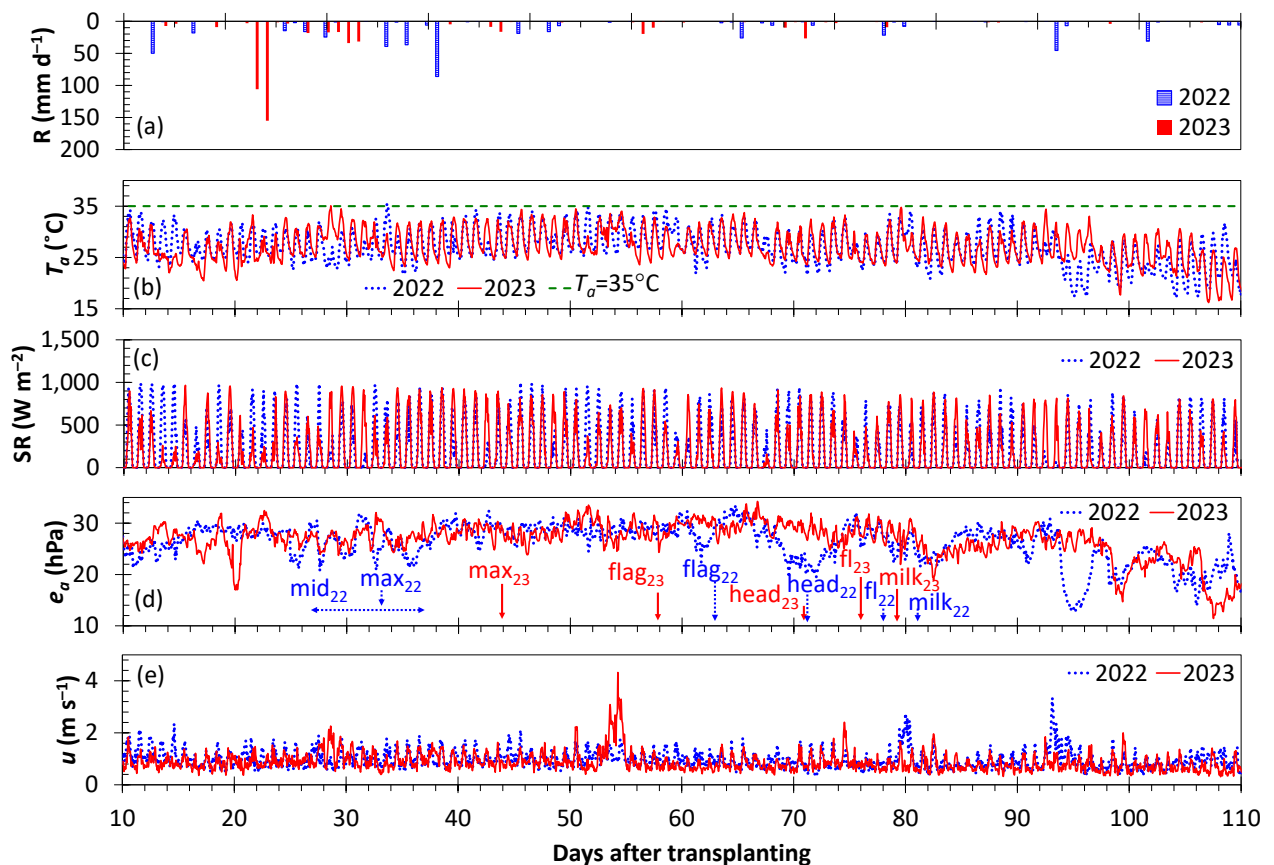 0
50
100
150
200
R (mm d⁻¹)
(a)
2022
2023
35
25
15
Tₐ (˚C)
(b)
2022
2023
Tₐ=35°C
1,500
1,000
500
0
SR (W m⁻²)
(c)
2022
2023
30
20
10
eₐ (hPa)
(d)
2022
2023
mid₂₂
max₂₂
max₂₃
flag₂₃
flag₂₂
head₂₃
head₂₂
fl₂₃
fl₂₂
milk₂₃
milk₂₂
4
2
0
u (m s⁻¹)
(e)
2022
2023
10 20 30 40 50 60 70 80 90 100 110
Days after transplanting